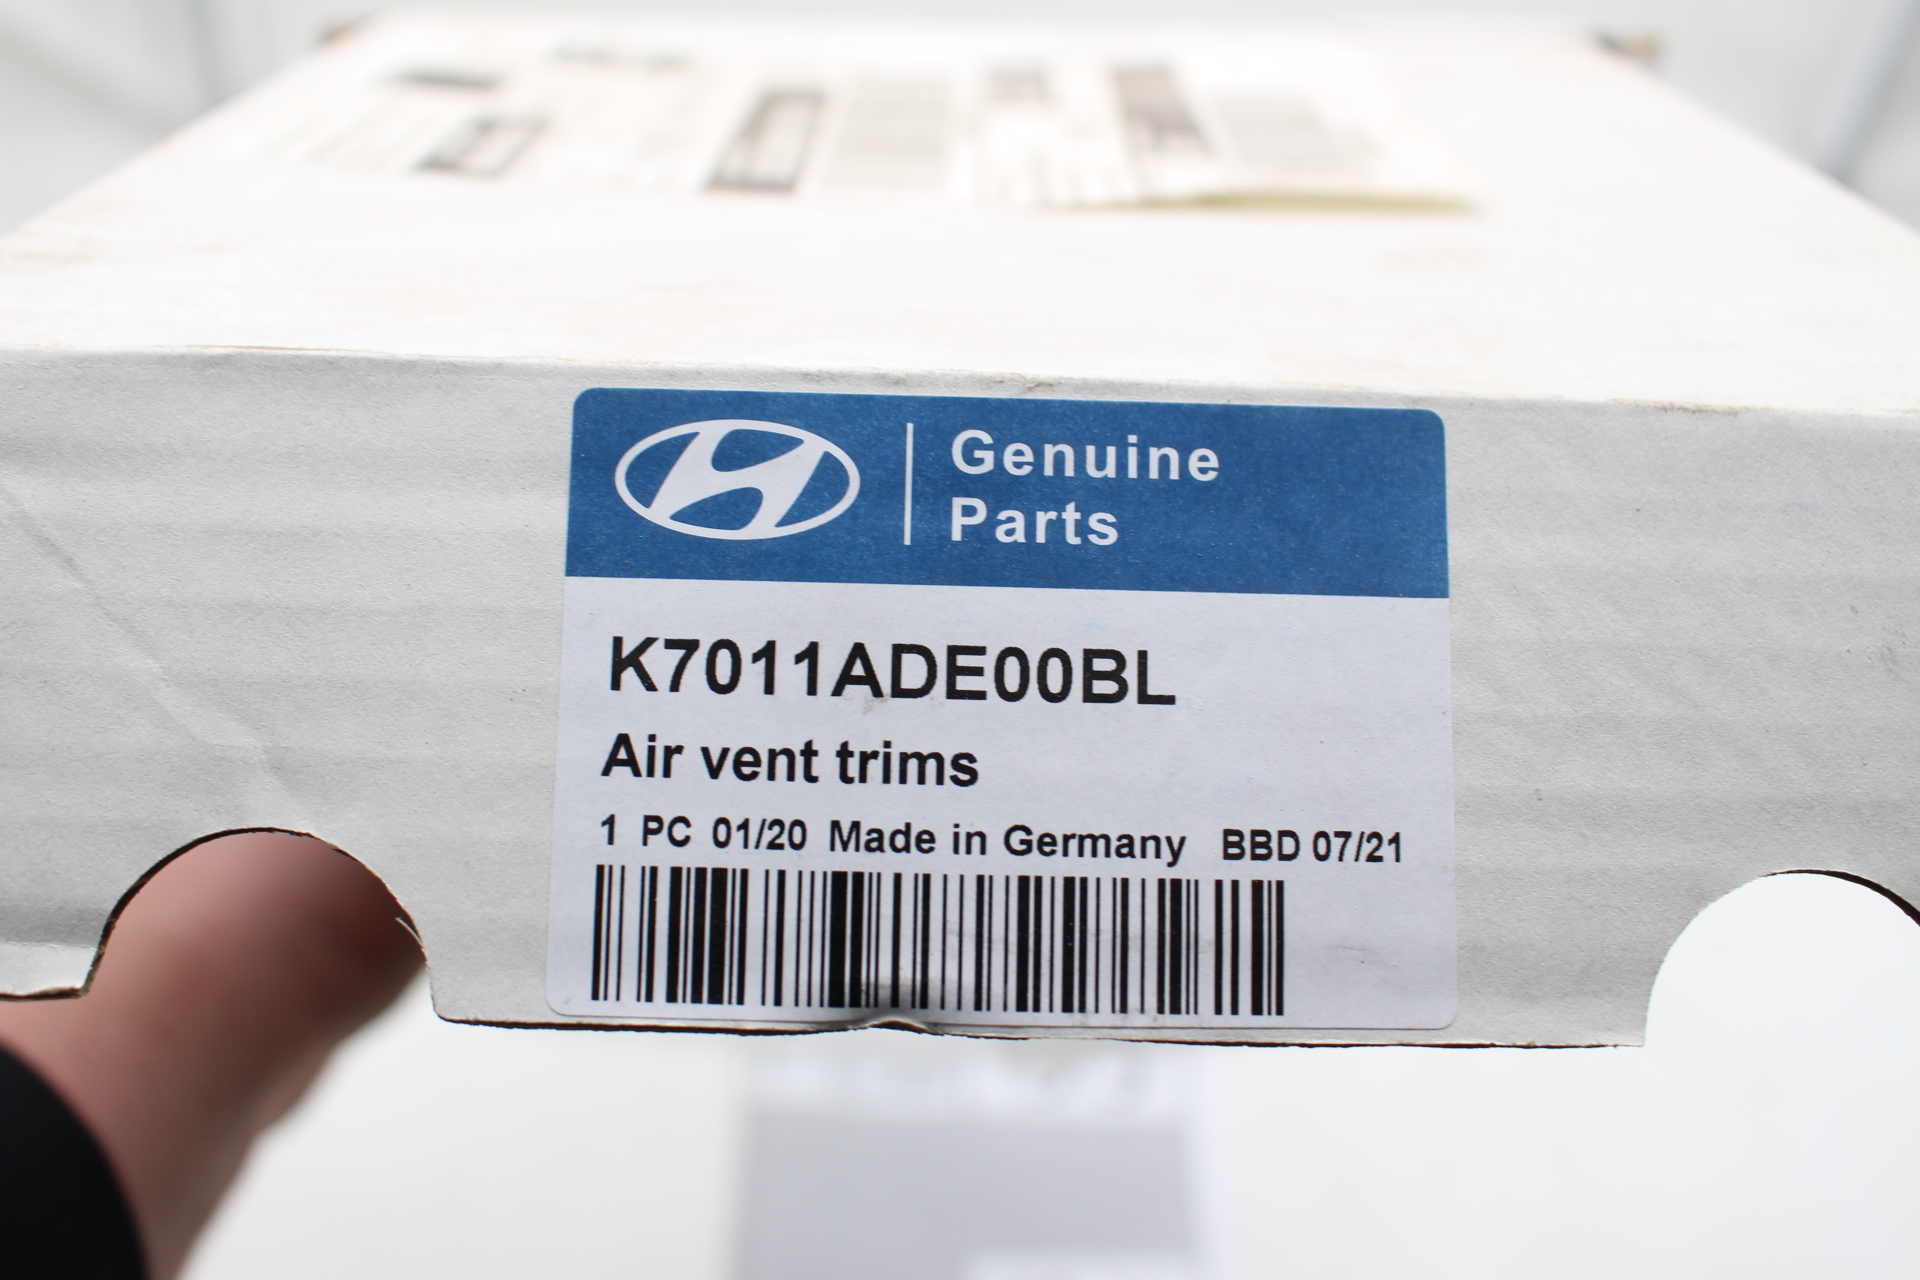 Genuine
Parts
K7011ADE00BL
Air vent trims
1 PC 01/20 Made in Germany BBD 07/21